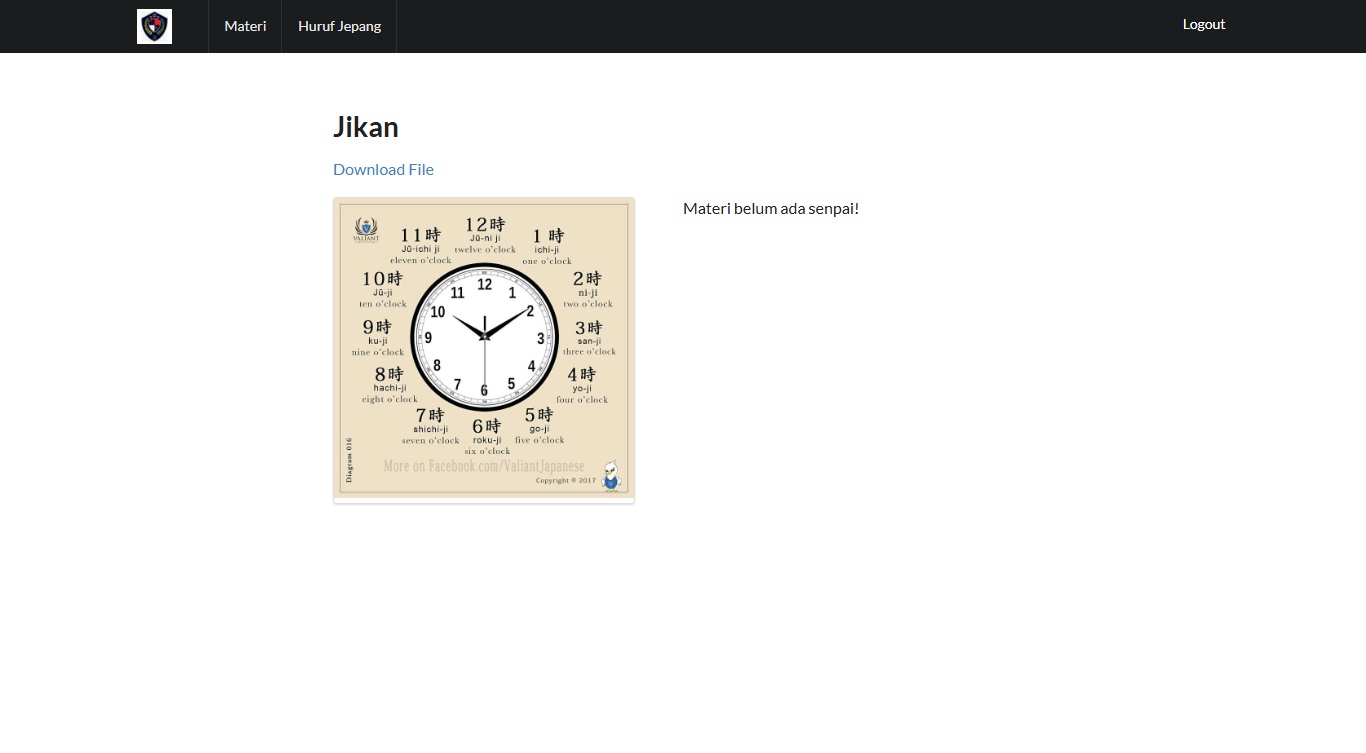 Materi
Huruf Jepang
Logout
Jikan
Download File
Materi belum ada senpai!
VALIANT
12時
Jū-ni ji
twelve o'clock
11時
Jū-ichi ji
eleven o'clock
1時
ichi-ji
one o'clock
10時
Jū-ji
ten o'clock
2時
ni-ji
two o'clock
9時
ku-ji
nine o'clock
3時
san-ji
three o'clock
8時
hachi-ji
eight o'clock
4時
yo-ji
four o'clock
7時
shichi-ji
seven o'clock
6時
roku-ji
six o'clock
5時
go-ji
five o'clock
12
11
1
10
2
9
3
8
4
7
5
6
Diagram 016
More on Facebook.com/ValiantJapanese
Copyright © 2017